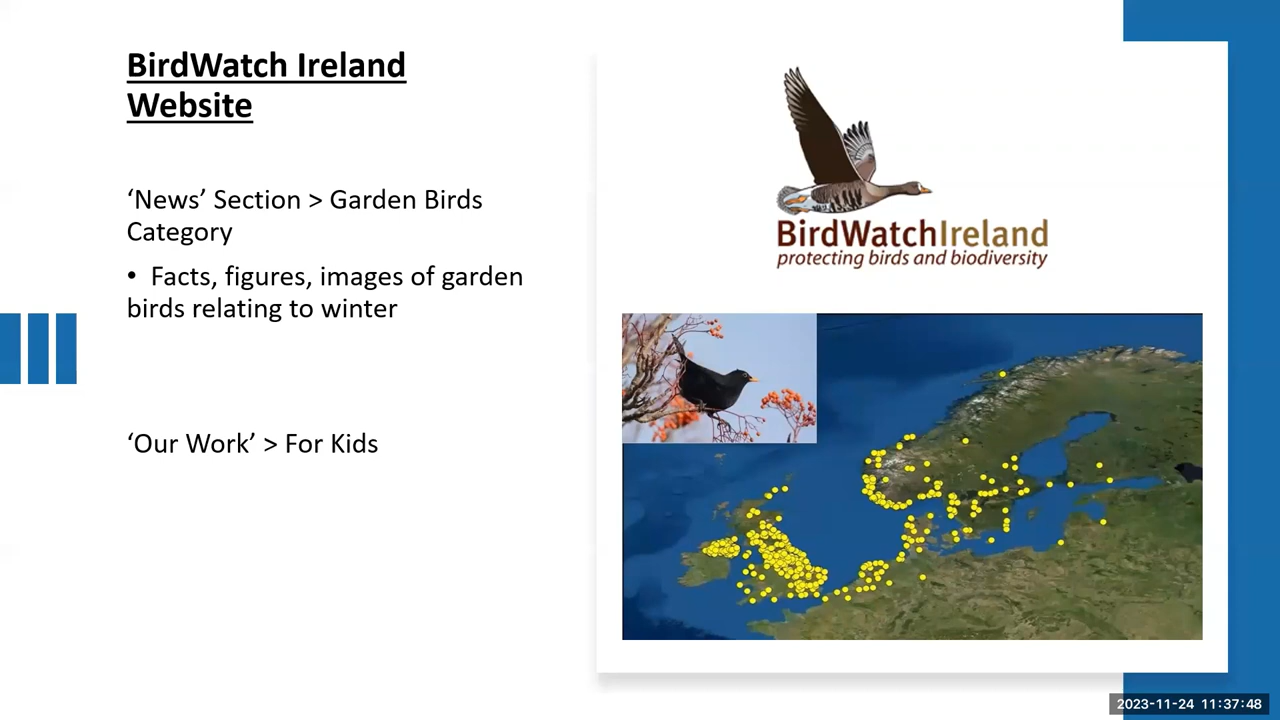 BirdWatch Ireland
Website
‘News’ Section > Garden Birds
Category
• Facts, figures, images of garden
birds relating to winter
‘Our Work’ > For Kids
BirdWatchIreland
protecting birds and biodiversity
2023-11-24 11:37:48